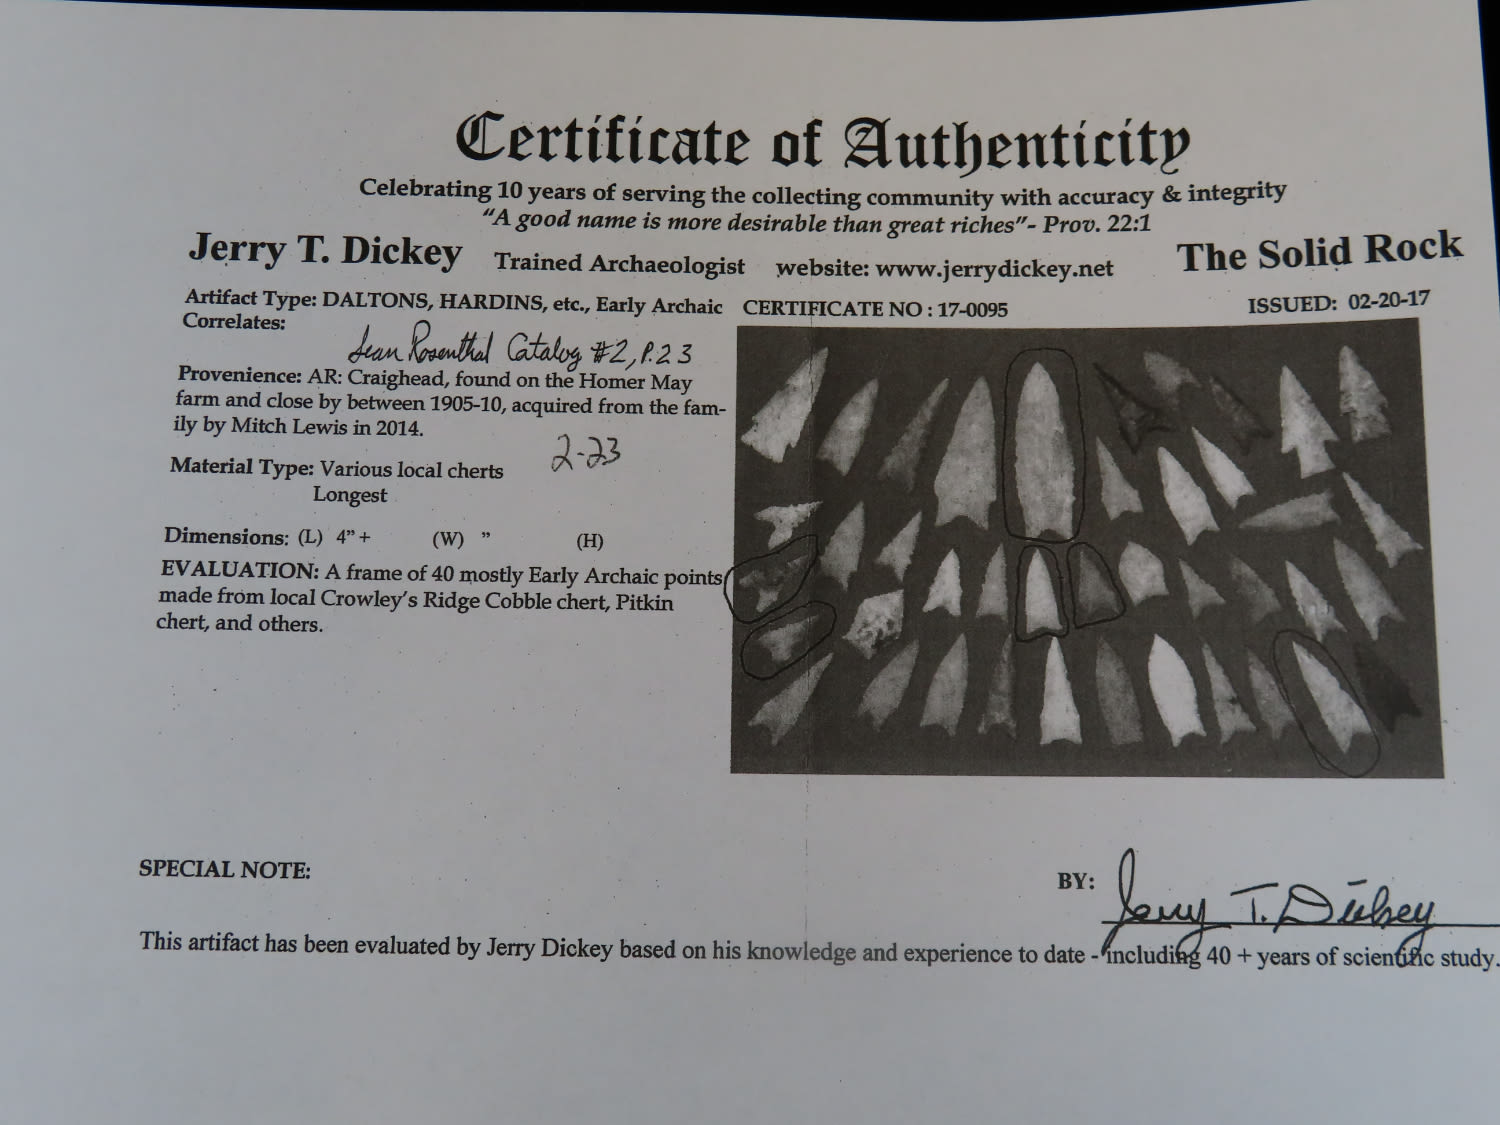 Certificate of Authenticity
Celebrating 10 years of serving the collecting community with accuracy & integrity
"A good name is more desirable than great riches"- Prov. 22:1
Jerry T. Dickey Trained Archaeologist website: www.jerrydickey.net The Solid Rock
Artifact Type: DALTONS, HARDINS, etc., Early Archaic CERTIFICATE NO : 17-0095 ISSUED: 02-20-17
Correlates:
Sean Rosenthal Catalog #2, P.23
Provenience: AR: Craighead, found on the Homer May
farm and close by between 1905-10, acquired from the fam-
ily by Mitch Lewis in 2014.
2-23
Material Type: Various local cherts
Longest
Dimensions: (L) 4"+ (W) " (H)
EVALUATION: A frame of 40 mostly Early Archaic points
made from local Crowley's Ridge Cobble chert, Pitkin
chert, and others.
SPECIAL NOTE:
BY: Jerry T. Dickey
This artifact has been evaluated by Jerry Dickey based on his knowledge and experience to date - including 40 + years of scientific study.